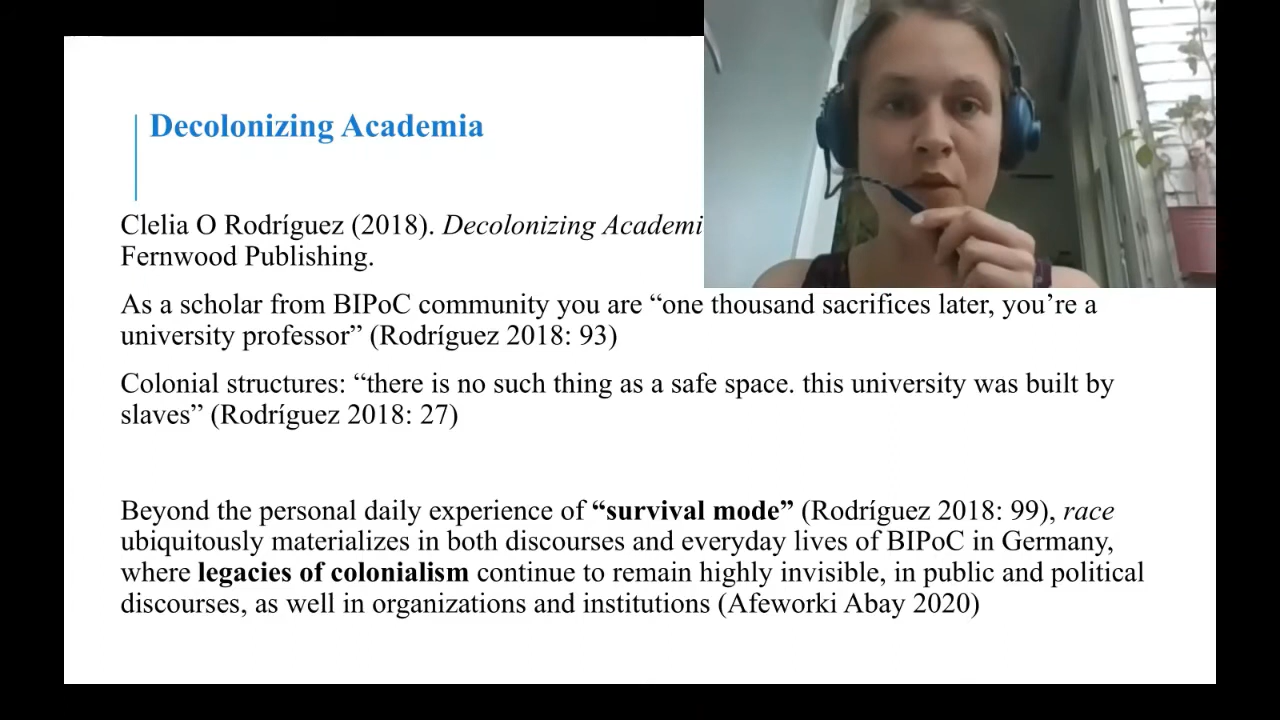 Decolonizing Academia
Clelia O Rodríguez (2018). Decolonizing Academi
Fernwood Publishing.
As a scholar from BIPoC community you are “one thousand sacrifices later, you’re a
university professor” (Rodríguez 2018: 93)
Colonial structures: “there is no such thing as a safe space. this university was built by
slaves” (Rodríguez 2018: 27)
Beyond the personal daily experience of “survival mode” (Rodríguez 2018: 99), race
ubiquitously materializes in both discourses and everyday lives of BIPoC in Germany,
where legacies of colonialism continue to remain highly invisible, in public and political
discourses, as well in organizations and institutions (Afeworki Abay 2020)